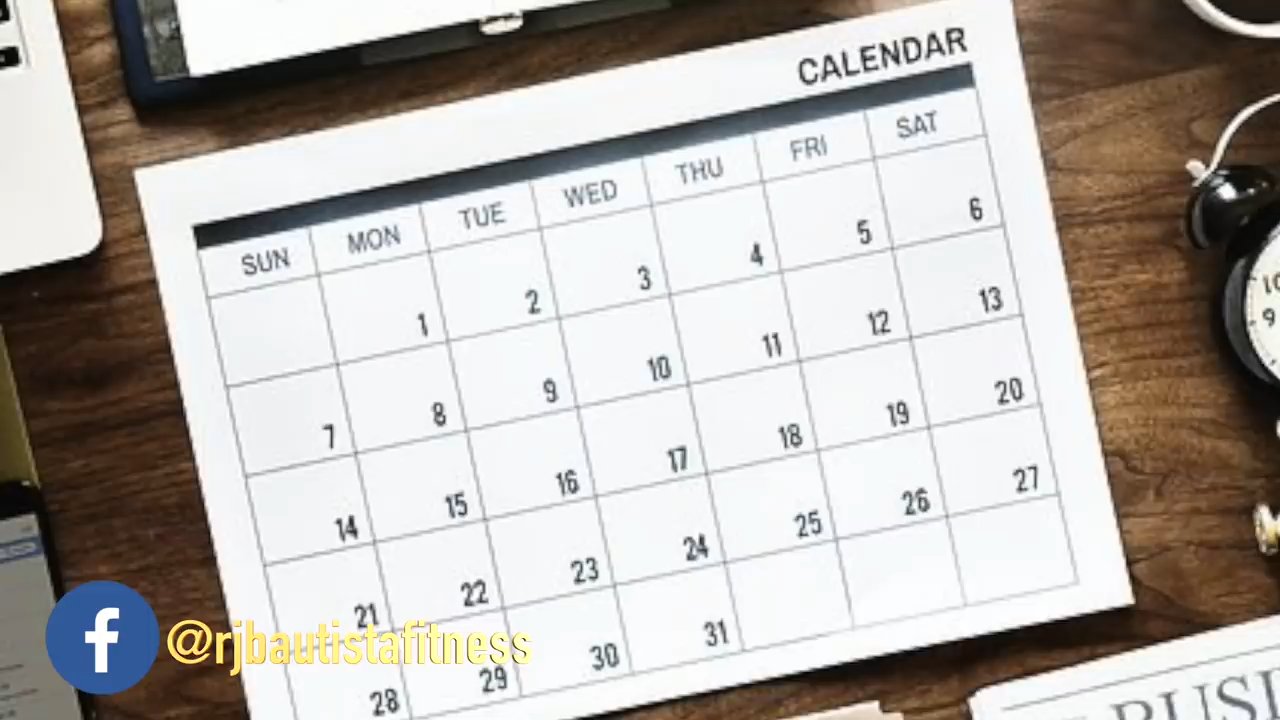 CALENDAR
SUN MON TUE WED THU FRI SAT
1 2 3 4 5 6
7 8 9 10 11 12 13
14 15 16 17 18 19 20
21 22 23 24 25 26 27
28 29 30 31
10
9
f @rjbautistafitness